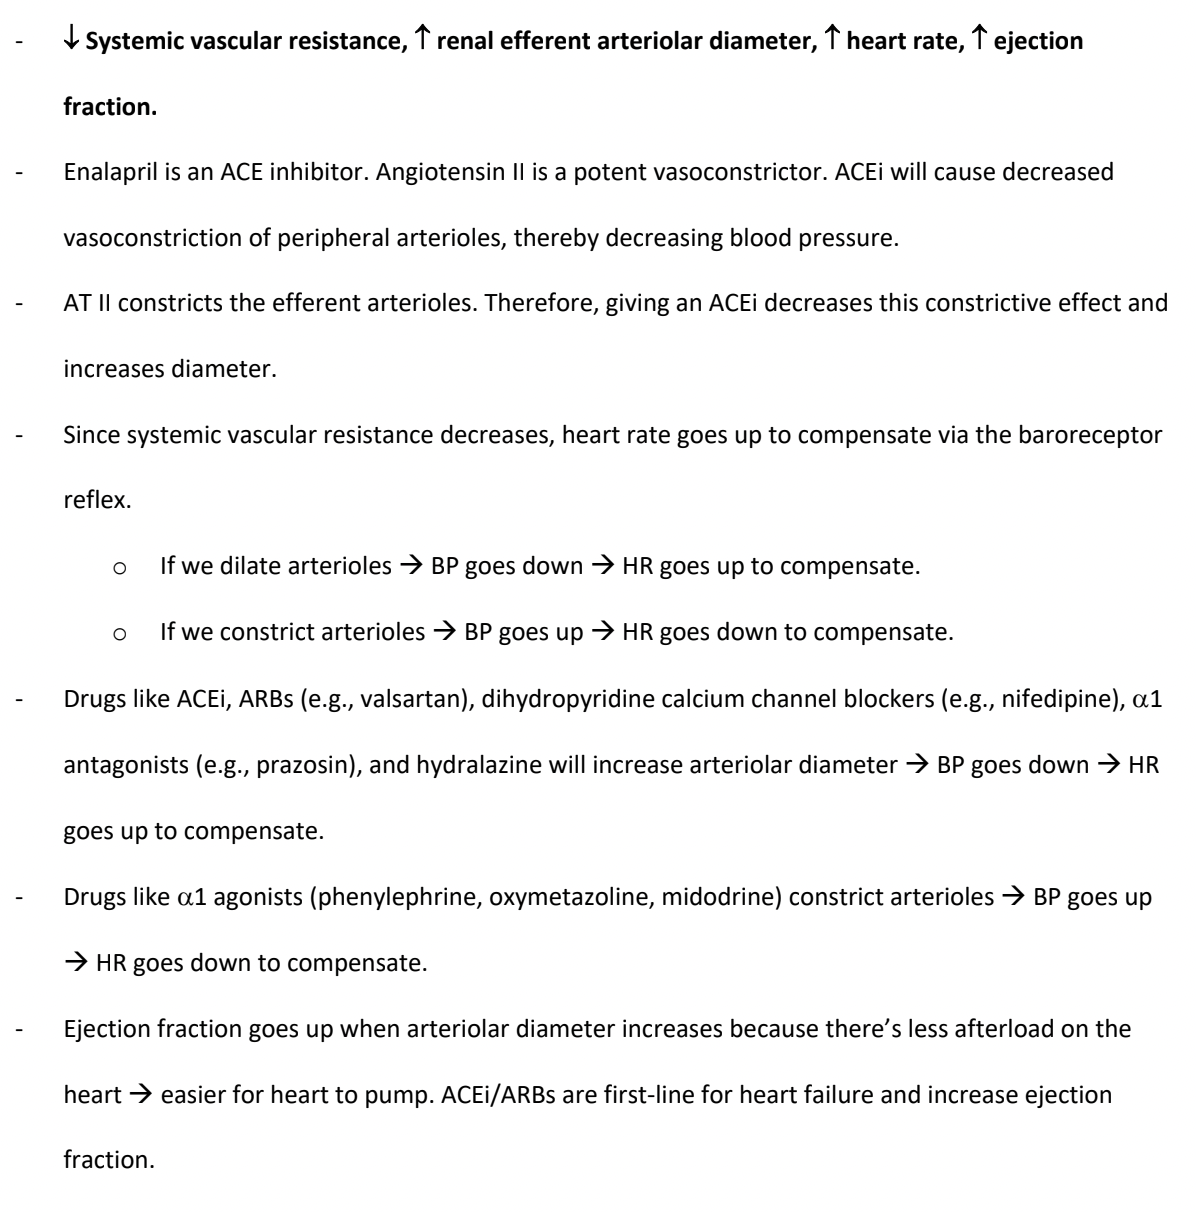 - ↓ Systemic vascular resistance, ↑ renal efferent arteriolar diameter, ↑ heart rate, ↑ ejection
fraction.
- Enalapril is an ACE inhibitor. Angiotensin II is a potent vasoconstrictor. ACEi will cause decreased
vasoconstriction of peripheral arterioles, thereby decreasing blood pressure.
- AT II constricts the efferent arterioles. Therefore, giving an ACEi decreases this constrictive effect and
increases diameter.
- Since systemic vascular resistance decreases, heart rate goes up to compensate via the baroreceptor
reflex.
o If we dilate arterioles → BP goes down → HR goes up to compensate.
o If we constrict arterioles → BP goes up → HR goes down to compensate.
- Drugs like ACEi, ARBs (e.g., valsartan), dihydropyridine calcium channel blockers (e.g., nifedipine), α1
antagonists (e.g., prazosin), and hydralazine will increase arteriolar diameter → BP goes down → HR
goes up to compensate.
- Drugs like α1 agonists (phenylephrine, oxymetazoline, midodrine) constrict arterioles → BP goes up
→ HR goes down to compensate.
- Ejection fraction goes up when arteriolar diameter increases because there’s less afterload on the
heart → easier for heart to pump. ACEi/ARBs are first-line for heart failure and increase ejection
fraction.